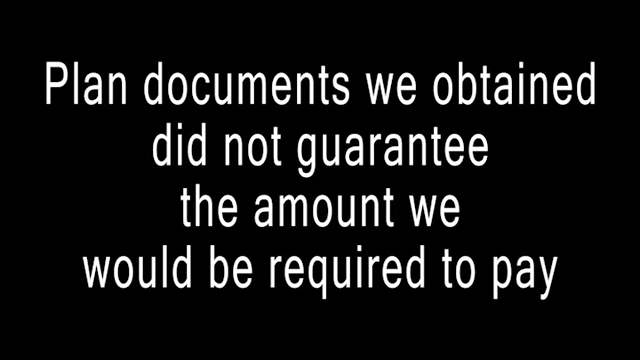 Plan documents we obtained
did not guarantee
the amount we
would be required to pay